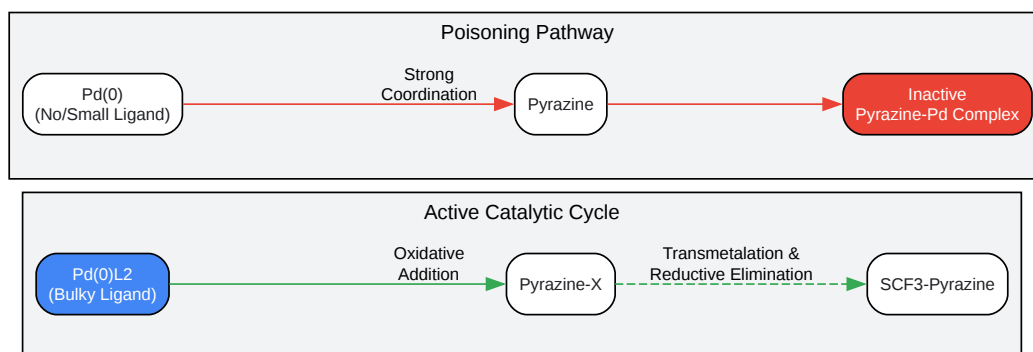 Poisoning Pathway
Pd(0)
(No/Small Ligand)
Strong
Coordination
Pyrazine
Inactive
Pyrazine-Pd Complex
Active Catalytic Cycle
Pd(0)L2
(Bulky Ligand)
Oxidative
Addition
Pyrazine-X
Transmetalation &
Reductive Elimination
SCF3-Pyrazine